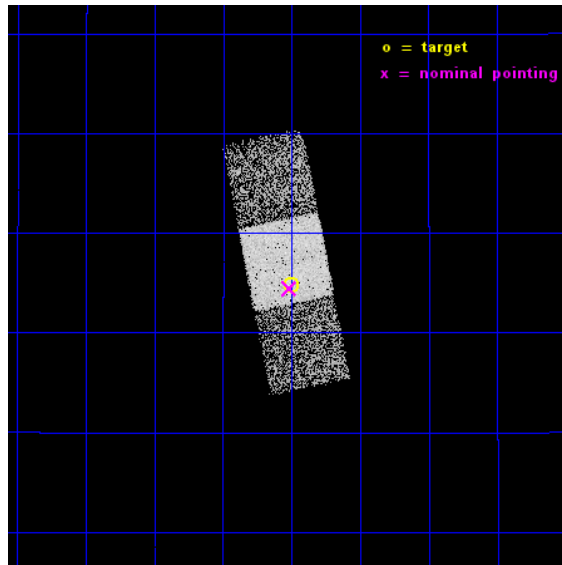 o = target
x = nominal pointing